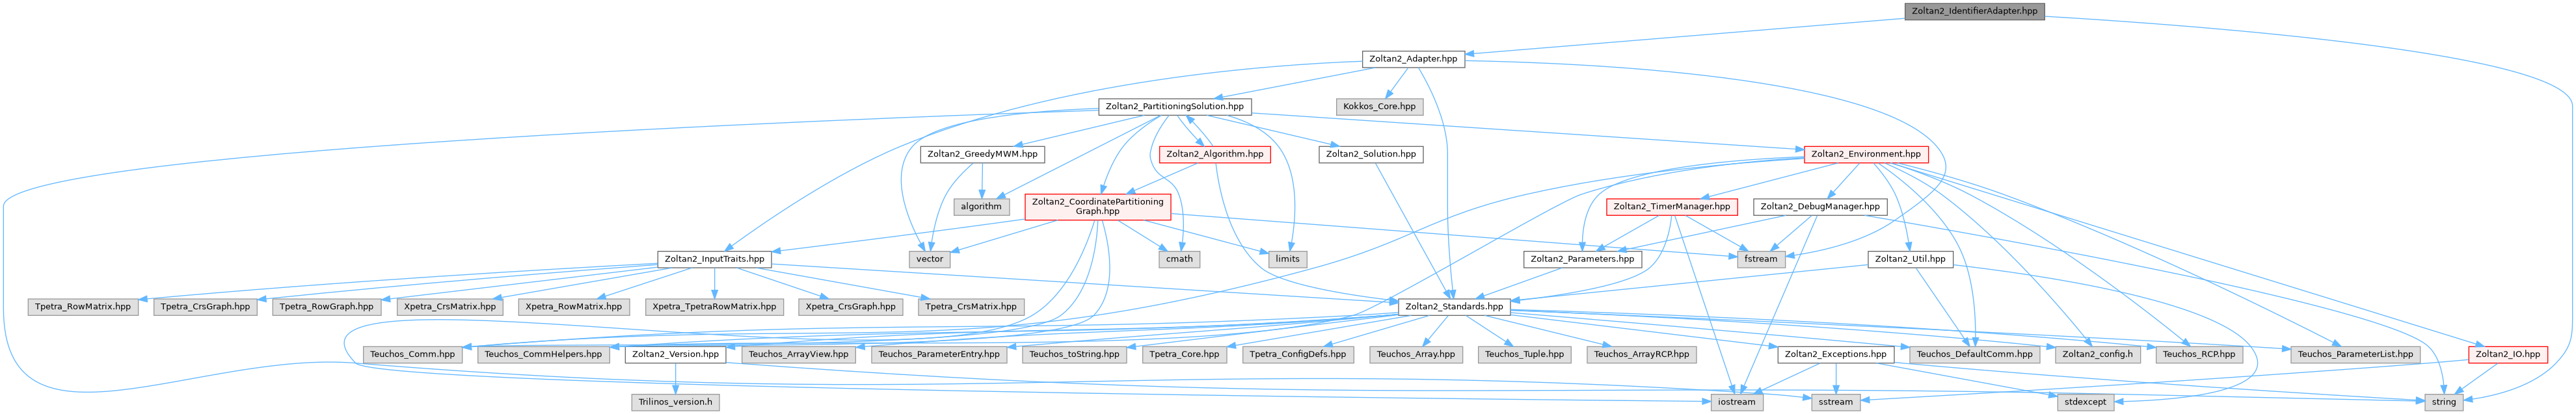 Zoltan2_IdentifierAdapter.hpp
Zoltan2_Adapter.hpp
Zoltan2_PartitioningSolution.hpp
Kokkos_Core.hpp
Zoltan2_GreedyMWM.hpp
Zoltan2_Algorithm.hpp
Zoltan2_Solution.hpp
Zoltan2_Environment.hpp
algorithm
Zoltan2_CoordinatePartitioning
Graph.hpp
Zoltan2_TimerManager.hpp
Zoltan2_DebugManager.hpp
Zoltan2_InputTraits.hpp
vector
cmath
limits
fstream
Zoltan2_Parameters.hpp
Zoltan2_Util.hpp
Tpetra_RowMatrix.hpp
Tpetra_CrsGraph.hpp
Tpetra_RowGraph.hpp
Xpetra_CrsMatrix.hpp
Xpetra_RowMatrix.hpp
Xpetra_TpetraRowMatrix.hpp
Xpetra_CrsGraph.hpp
Tpetra_CrsMatrix.hpp
Zoltan2_Standards.hpp
Teuchos_Comm.hpp
Teuchos_CommHelpers.hpp
Zoltan2_Version.hpp
Teuchos_ArrayView.hpp
Teuchos_ParameterEntry.hpp
Teuchos_toString.hpp
Tpetra_Core.hpp
Tpetra_ConfigDefs.hpp
Teuchos_Array.hpp
Teuchos_Tuple.hpp
Teuchos_ArrayRCP.hpp
Zoltan2_Exceptions.hpp
Teuchos_DefaultComm.hpp
Zoltan2_config.h
Teuchos_RCP.hpp
Teuchos_ParameterList.hpp
Zoltan2_IO.hpp
Trilinos_version.h
iostream
sstream
stdexcept
string